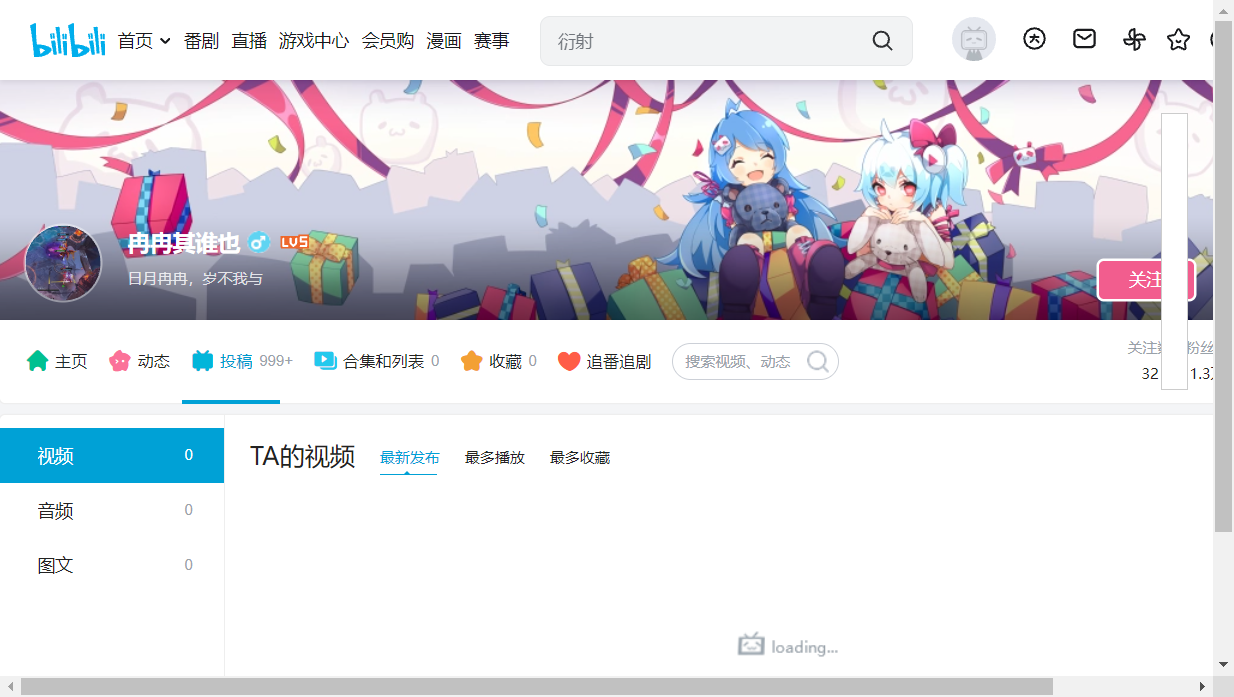 bilibili 首页 番剧 直播 游戏中心 会员购 漫画 赛事 衍射
冉冉其谁也 LV5
日月冉冉，岁不我与
关注
主页 动态 投稿 999+ 合集和列表 0 收藏 0 追番追剧 搜索视频、动态
关注 粉丝
32 1.3
视频 0
音频 0
图文 0
TA的视频 最新发布 最多播放 最多收藏
loading...